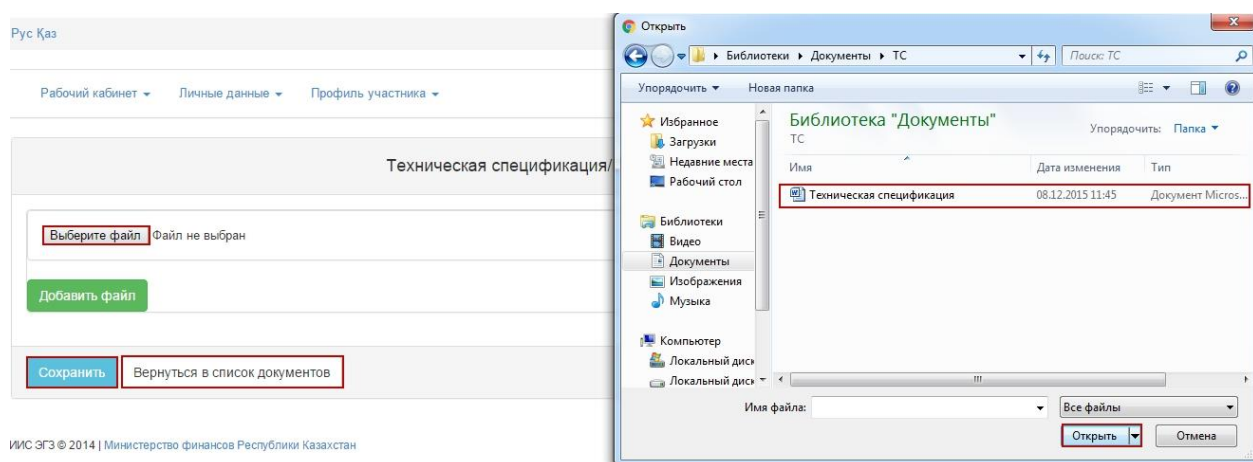 Рус Қаз
Рабочий кабинет Личные данные Профиль участника
Техническая спецификация/
Выберите файл Файл не выбран
Добавить файл
Сохранить Вернуться в список документов
ИИС ЭГЗ © 2014 | Министерство финансов Республики Казахстан
Открыть
Библиотеки Документы ТС Поиск: ТС
Упорядочить Новая папка
Избранное
Загрузки
Недавние места
Рабочий стол
Библиотеки
Видео
Документы
Изображения
Музыка
Компьютер
Локальный диск
Локальный диск
Библиотека "Документы"
ТС
Упорядочить: Папка
Имя Дата изменения Тип
Техническая спецификация 08.12.2015 11:45 Документ Micros...
Имя файла: Все файлы
Открыть Отмена